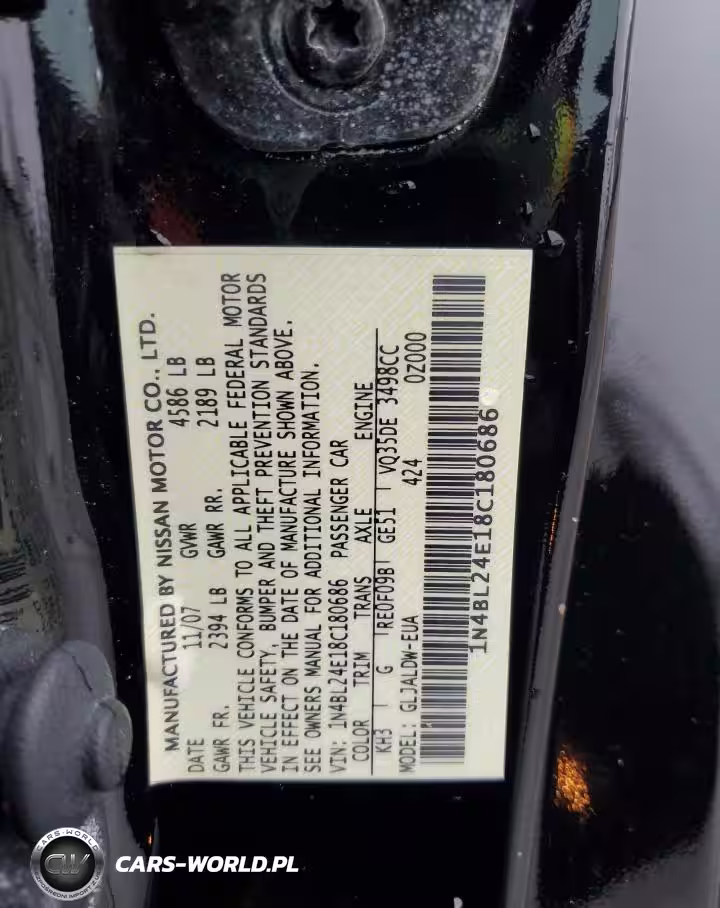 MANUFACTURED BY NISSAN MOTOR CO., LTD.
DATE 11/07 GVWR 4586 LB
GAWR FR. 2394 LB GAWR RR. 2189 LB
THIS VEHICLE CONFORMS TO ALL APPLICABLE FEDERAL MOTOR
VEHICLE SAFETY, BUMPER AND THEFT PREVENTION STANDARDS
IN EFFECT ON THE DATE OF MANUFACTURE SHOWN ABOVE.
SEE OWNERS MANUAL FOR ADDITIONAL INFORMATION.
VIN: 1N4BL24E18C180686 PASSENGER CAR
COLOR TRIM TRANS AXLE ENGINE
KH3 G RE0F09B GE51 VQ35DE 3498CC
MODEL: GLJALDW-EUA 424 0Z000
1N4BL24E18C180686
CARS-WORLD
CW
CARS-WORLD.PL